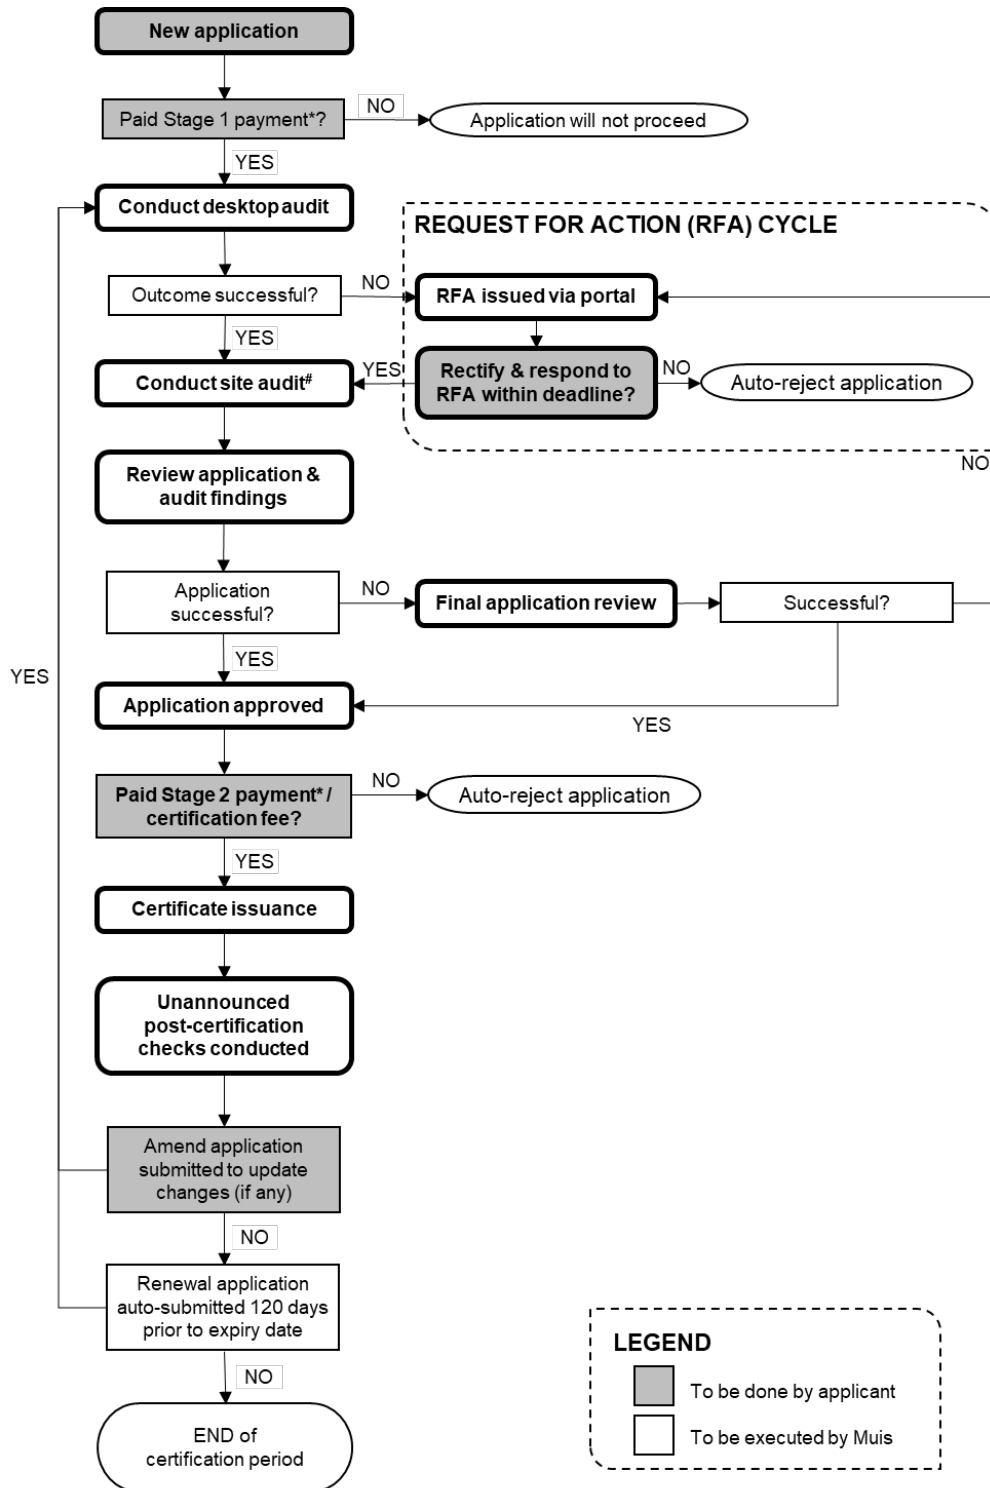 New application
Paid Stage 1 payment*?
NO
Application will not proceed
YES
Conduct desktop audit
REQUEST FOR ACTION (RFA) CYCLE
Outcome successful?
NO
RFA issued via portal
YES
Conduct site audit#
YES
Rectify & respond to
RFA within deadline?
NO
Auto-reject application
NO
Review application &
audit findings
Application
successful?
NO
Final application review
Successful?
YES
YES
Application approved
YES
Paid Stage 2 payment* /
certification fee?
NO
Auto-reject application
YES
Certificate issuance
Unannounced
post-certification
checks conducted
Amend application
submitted to update
changes (if any)
NO
Renewal application
auto-submitted 120 days
prior to expiry date
NO
END of
certification period
LEGEND
To be done by applicant
To be executed by Muis